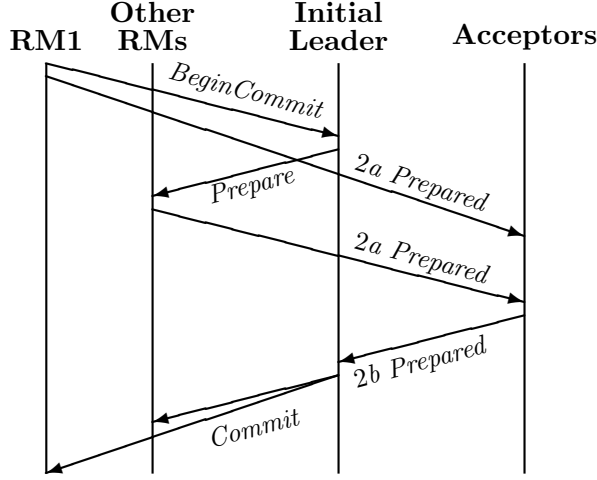 RM1
Other
RMs
Initial
Leader
Acceptors
BeginCommit
2a Prepared
Prepare
2a Prepared
2b Prepared
Commit